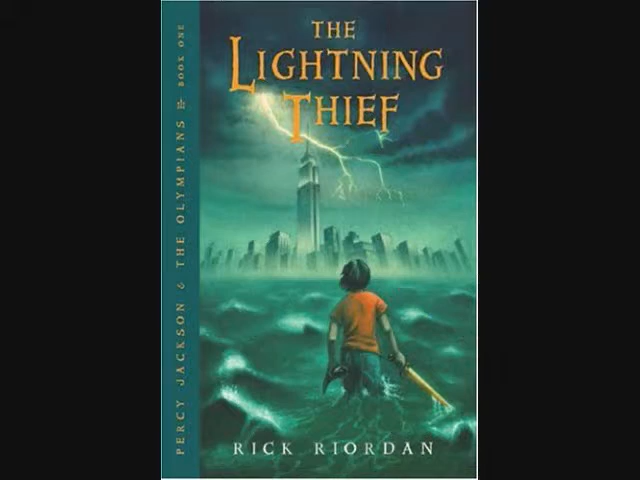 THE
LIGHTNING
THIEF
PERCY JACKSON & THE OLYMPIANS BOOK ONE
RICK RIORDAN